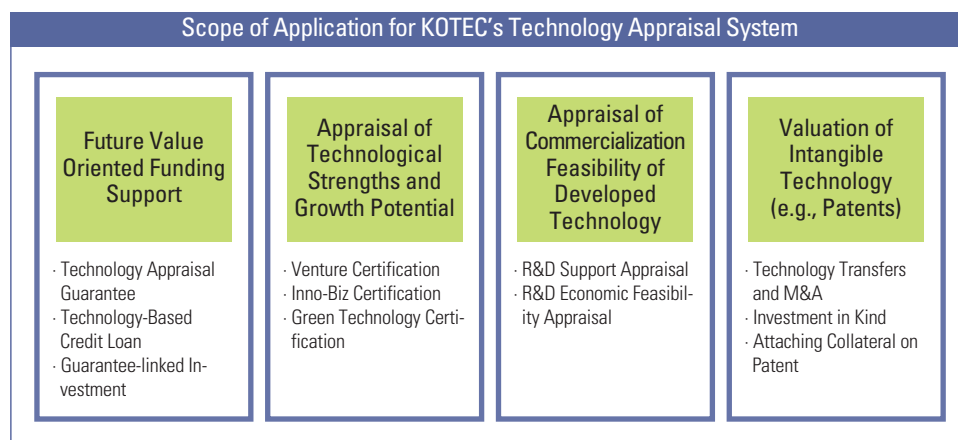 Scope of Application for KOTEC's Technology Appraisal System
Future Value
Oriented Funding
Support
· Technology Appraisal
Guarantee
· Technology-Based
Credit Loan
· Guarantee-linked In-
vestment
Appraisal of
Technological
Strengths and
Growth Potential
· Venture Certification
· Inno-Biz Certification
· Green Technology Certi-
fication
Appraisal of
Commercialization
Feasibility of
Developed
Technology
· R&D Support Appraisal
· R&D Economic Feasibil-
ity Appraisal
Valuation of
Intangible
Technology
(e.g., Patents)
· Technology Transfers
and M&A
· Investment in Kind
· Attaching Collateral on
Patent